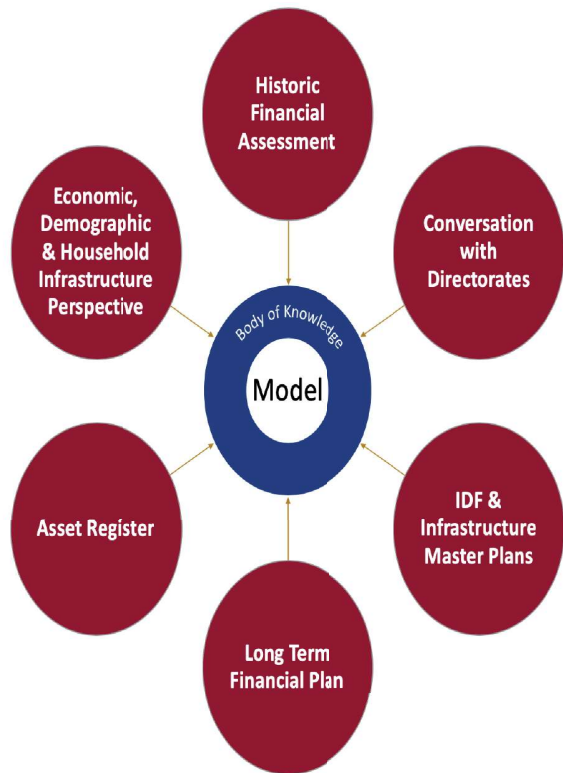 Historic
Financial
Assessment
Economic,
Demographic
& Household
Infrastructure
Perspective
Conversation
with
Directorates
Body of Knowledge
Model
Asset Register
IDF &
Infrastructure
Master Plans
Long Term
Financial Plan